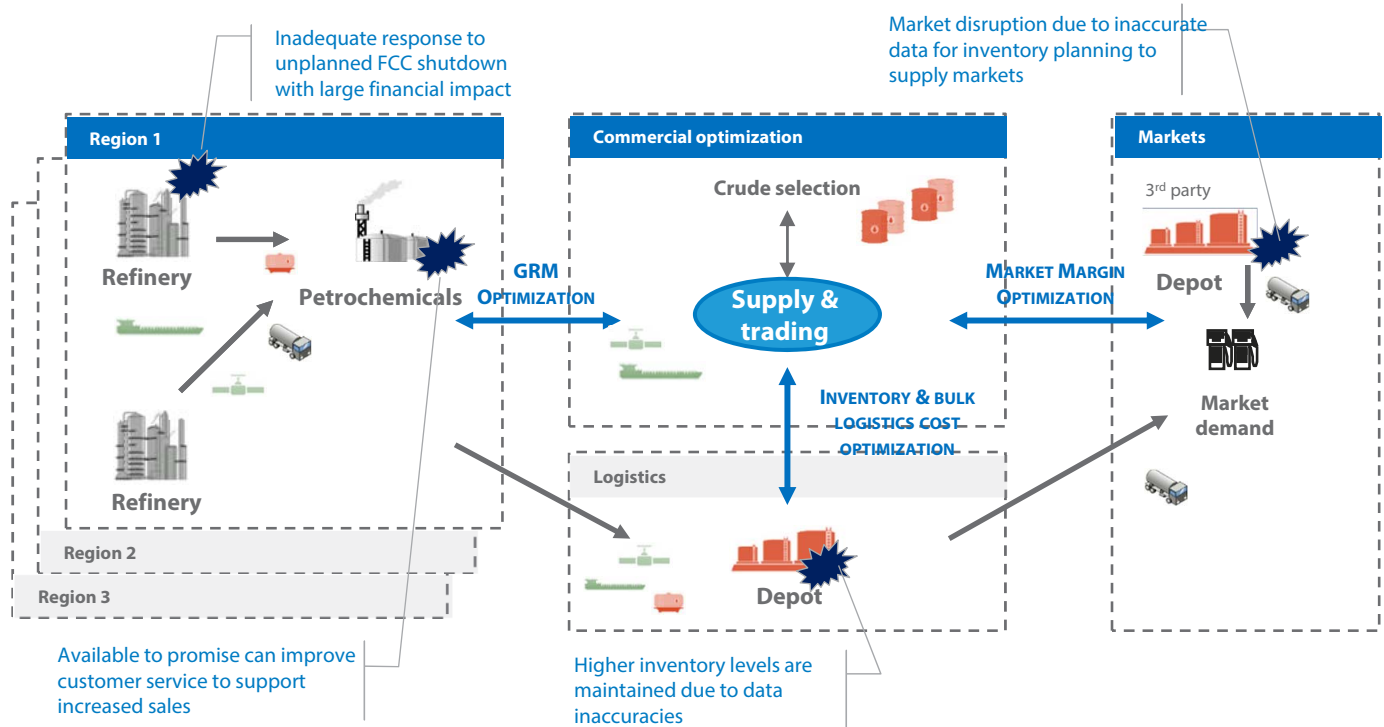 Inadequate response to
unplanned FCC shutdown
with large financial impact
Market disruption due to inaccurate
data for inventory planning to
supply markets
Region 1
Refinery
Petrochemicals
Refinery
Region 2
Region 3
GRM
OPTIMIZATION
Commercial optimization
Crude selection
Supply &
trading
INVENTORY & BULK
LOGISTICS COST
OPTIMIZATION
Logistics
Depot
MARKET MARGIN
OPTIMIZATION
Markets
3rd party
Depot
Market
demand
Available to promise can improve
customer service to support
increased sales
Higher inventory levels are
maintained due to data
inaccuracies